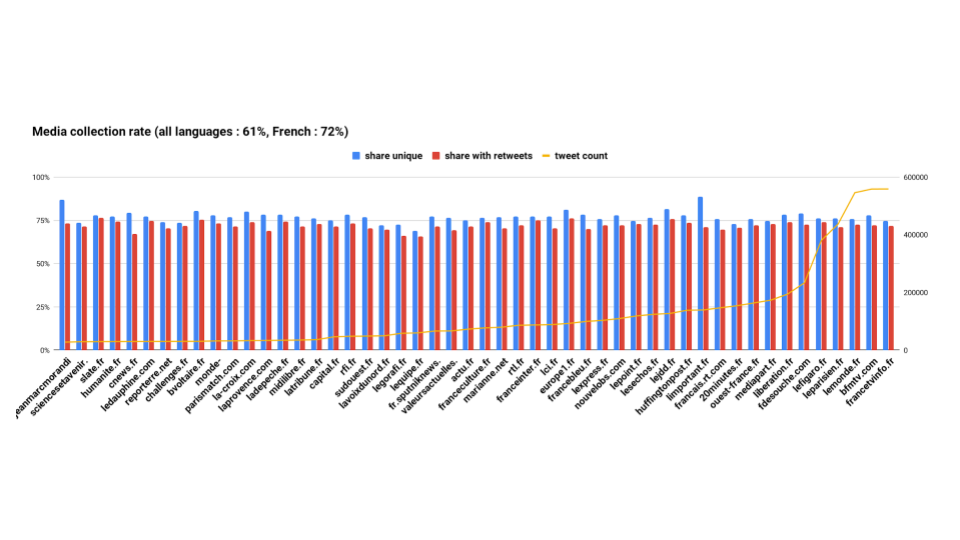 Media collection rate (all languages : 61%, French : 72%)
share unique share with retweets tweet count
100% 600000
75% 400000
50%
25% 200000
0% 0
jeanmarcmorandi
sciencesetavenir.
slate.fr
humanite.fr
cnews.fr
ledauphine.com
reporterre.net
challenges.fr
bvoltaire.fr
monde-
parismatch.com
la-croix.com
laprovence.com
ladepeche.fr
midilibre.fr
latribune.fr
capital.fr
rfi.fr
sudouest.fr
lavoixdunord.fr
legorafi.fr
lequipe.fr
fr.sputniknews.
valeursactuelles.
actu.fr
franceculture.fr
marianne.net
rtl.fr
franceinter.fr
lci.fr
europe1.fr
francebleu.fr
lexpress.fr
nouvelobs.com
lepoint.fr
lesechos.fr
lejdd.fr
huffingtonpost.fr
limportant.fr
francais.rt.com
20minutes.fr
ouest-france.fr
mediapart.fr
liberation.fr
fdesouche.com
lefigaro.fr
leparisien.fr
lemonde.fr
bfmtv.com
francetvinfo.fr